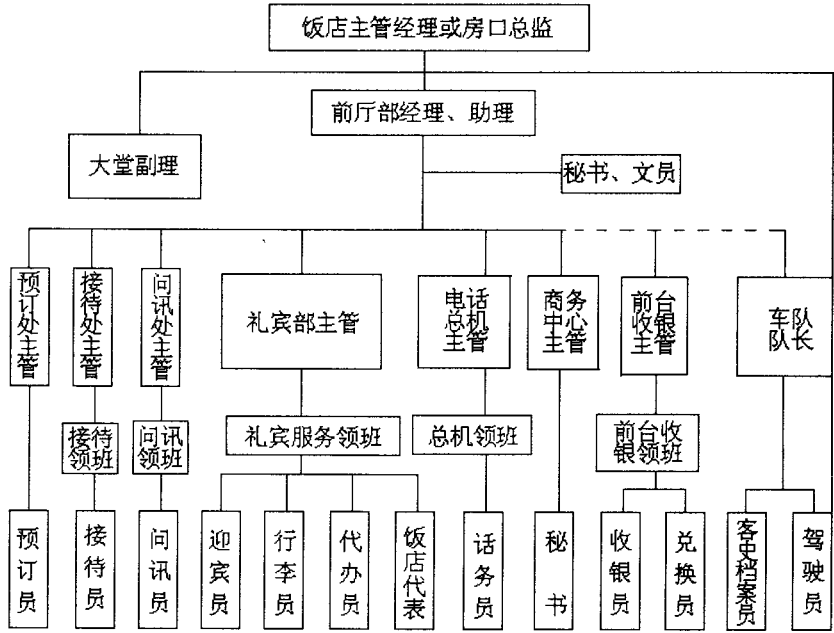 饭店主管经理或房口总监
前厅部经理、助理
大堂副理
秘书、文员
预订处主管
接待处主管
问讯处主管
礼宾部主管
电话
总机
主管
商务
中心
主管
前台
收银
主管
车队
队长
接待
领班
问讯
领班
礼宾服务领班
总机领班
前台收
银领班
预订员
接待员
问讯员
迎宾员
行李员
代办员
饭店代表
话务员
秘书
收银员
兑换员
客史档案员
驾驶员